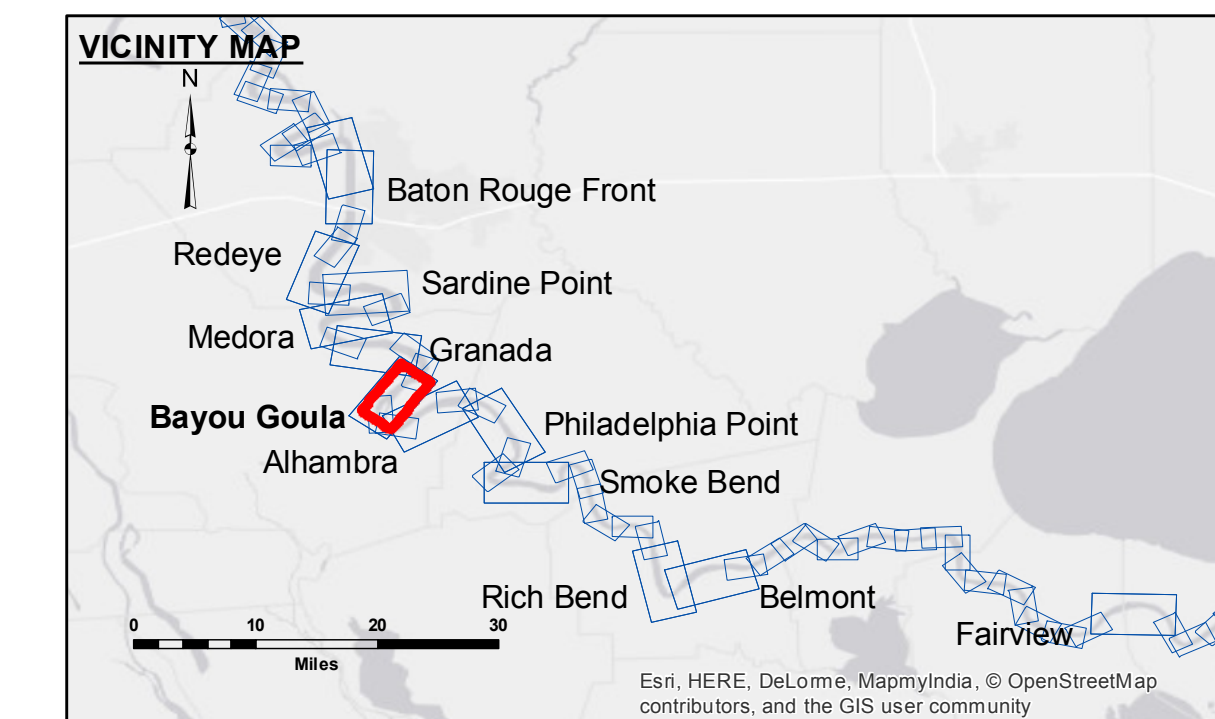 VICINITY MAP
N
Baton Rouge Front
Redeye
Sardine Point
Medora
Granada
Bayou Goula
Philadelphia Point
Alhambra
Smoke Bend
Rich Bend
Belmont
Fairview
0 10 20 30
Miles
Esri, HERE, DeLorme, MapmyIndia, © OpenStreetMap
contributors, and the GIS user community